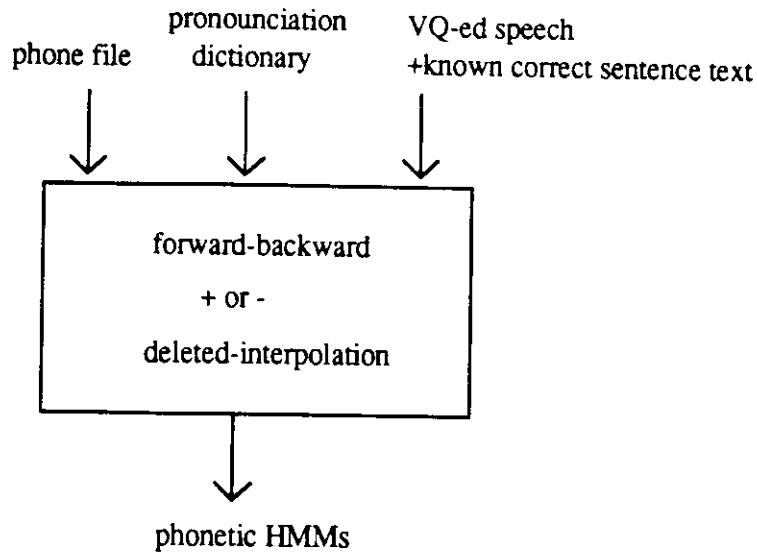 phone file
pronounciation
dictionary
VQ-ed speech
+known correct sentence text
forward-backward
+ or -
deleted-interpolation
phonetic HMMs